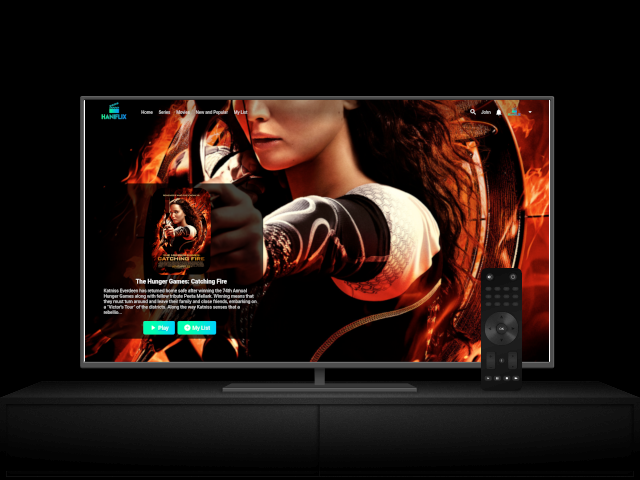 HANIFLIX
Home Series Movies New and Popular My List
John
CATCHING FIRE
The Hunger Games: Catching Fire
Katniss Everdeen has returned home safe after winning the 74th Annual
Hunger Games along with fellow tribute Peeta Mellark. Winning means that
they must turn around and leave their family and close friends, embarking on
a "Victor's Tour" of the districts. Along the way Katniss senses that a
rebellio...
Play My List